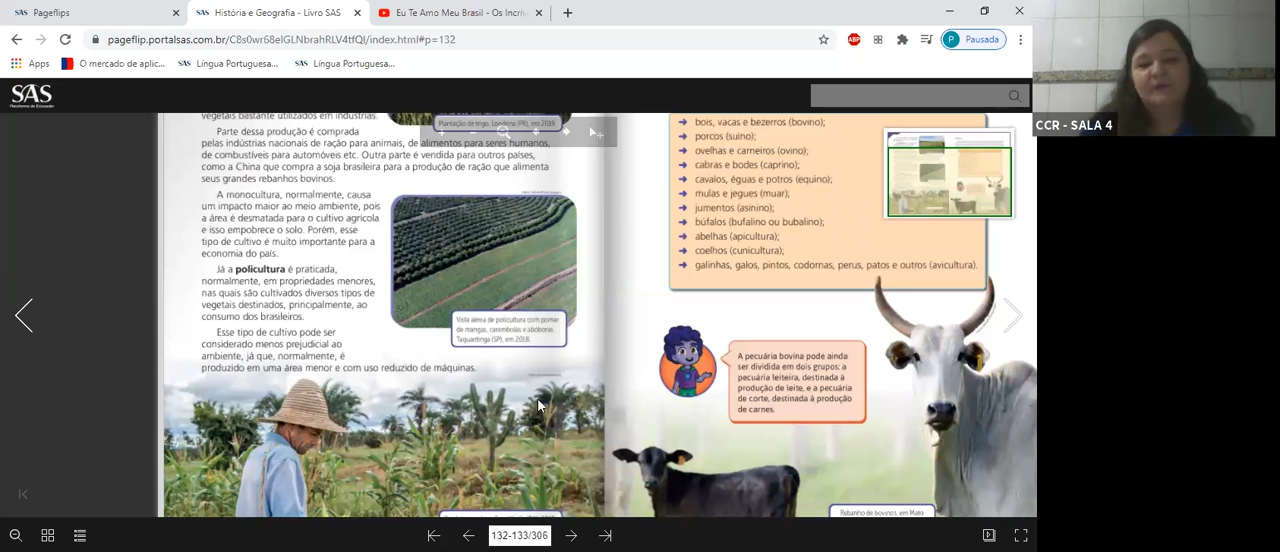 Pageflips
História e Geografia - Livro SAS
Eu Te Amo Meu Brasil - Os Incrív
pageflip.portalsas.com.br/C8s0wr68elGLNbrahRLV4tfQJ/index.html#p=132
ABP
P
Pausada
Apps
O mercado de aplic...
SAS
Língua Portuguesa...
SAS
Língua Portuguesa...
SAS
Plataforma de Educação
CCR - SALA 4
vegetais bastante utilizados em indústrias.
Parte dessa produção é comprada
pelas indústrias nacionais de ração para animais, de alimentos para seres humanos,
de combustíveis para automóveis etc. Outra parte é vendida para outros países,
como a China que compra a soja brasileira para a produção de ração que alimenta
seus grandes rebanhos bovinos.
A monocultura, normalmente, causa
um impacto maior ao meio ambiente, pois
a área é desmatada para o cultivo agrícola
e isso empobrece o solo. Porém, esse
tipo de cultivo é muito importante para a
economia do país.
Já a policultura é praticada,
normalmente, em propriedades menores,
nas quais são cultivados diversos tipos de
vegetais destinados, principalmente, ao
consumo dos brasileiros.
Esse tipo de cultivo pode ser
considerado menos prejudicial ao
ambiente, já que, normalmente, é
produzido em uma área menor e com uso reduzido de máquinas.
Plantação de trigo. Londrina (PR), em 2019.
Vista aérea de policultura com pomar
de mangas, carambolas e abóboras.
Taquaritinga (SP), em 2018.
bois, vacas e bezerros (bovino);
porcos (suíno);
ovelhas e carneiros (ovino);
cabras e bodes (caprino);
cavalos, éguas e potros (equino);
mulas e jegues (muar);
jumentos (asinino);
búfalos (bufalino ou bubalino);
abelhas (apicultura);
coelhos (cunicultura);
galinhas, galos, pintos, codornas, perus, patos e outros (avicultura).
A pecuária bovina pode ainda
ser dividida em dois grupos: a
pecuária leiteira, destinada à
produção de leite, e a pecuária
de corte, destinada à produção
de carnes.
Rebanho de bovinos, em Mato
132-133/306